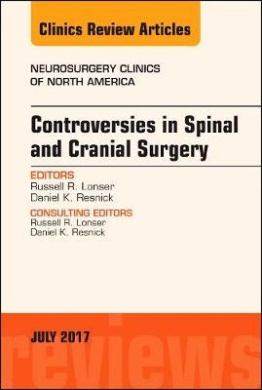 Clinics Review Articles
NEUROSURGERY CLINICS
OF NORTH AMERICA
Controversies in Spinal
and Cranial Surgery
EDITORS
Russell R. Lonser
Daniel K. Resnick
CONSULTING EDITORS
Russell R. Lonser
Daniel K. Resnick
JULY 2017
reviews